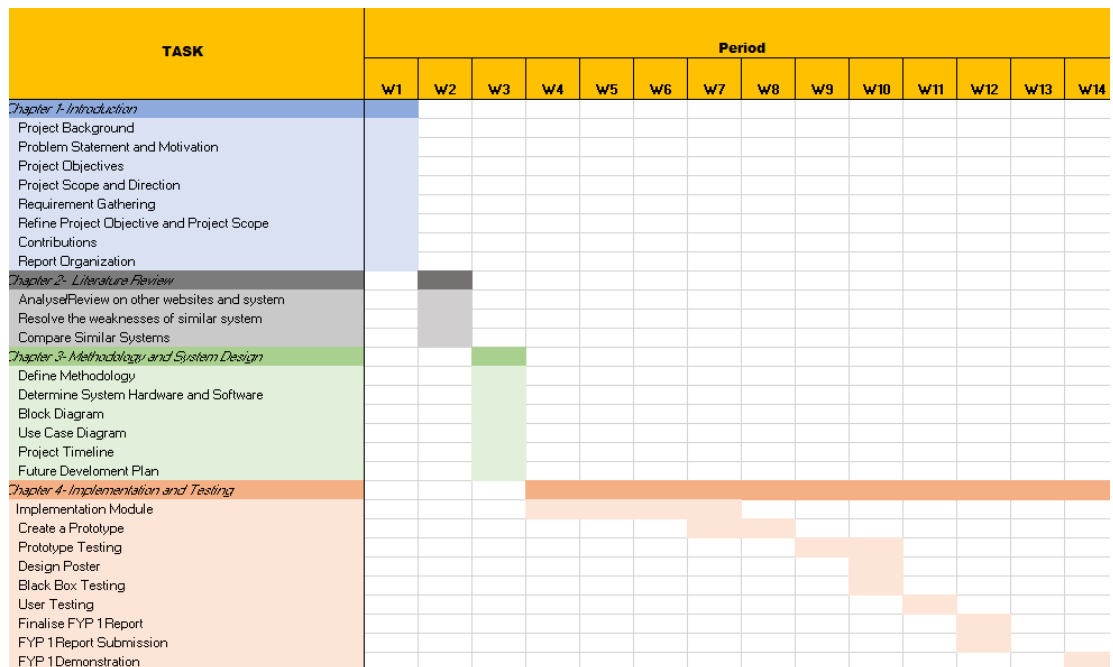 TASK
Period
W1 W2 W3 W4 W5 W6 W7 W8 W9 W10 W11 W12 W13 W14
Chapter 1- Introduction
Project Background
Problem Statement and Motivation
Project Objectives
Project Scope and Direction
Requirement Gathering
Refine Project Objective and Project Scope
Contributions
Report Organization
Chapter 2- Literature Review
Analyse/Review on other websites and system
Resolve the weaknesses of similar system
Compare Similar Systems
Chapter 3- Methodology and System Design
Define Methodology
Determine System Hardware and Software
Block Diagram
Use Case Diagram
Project Timeline
Future Develoment Plan
Chapter 4- Implementation and Testing
Implementation Module
Create a Prototype
Prototype Testing
Design Poster
Black Box Testing
User Testing
Finalise FYP 1 Report
FYP 1 Report Submission
FYP 1 Demonstration